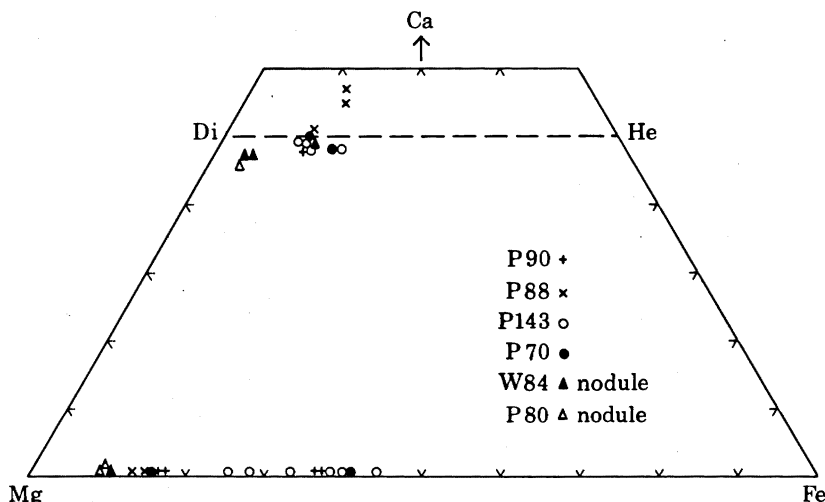 Ca
Di
He
P90 +
P88 ×
P143 ○
P70 ●
W84 ▲ nodule
P80 △ nodule
Mg
Fe